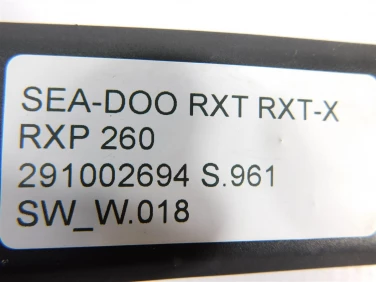 SEA-DOO RXT RXT-X
RXP 260
291002694 S.961
SW_W.018